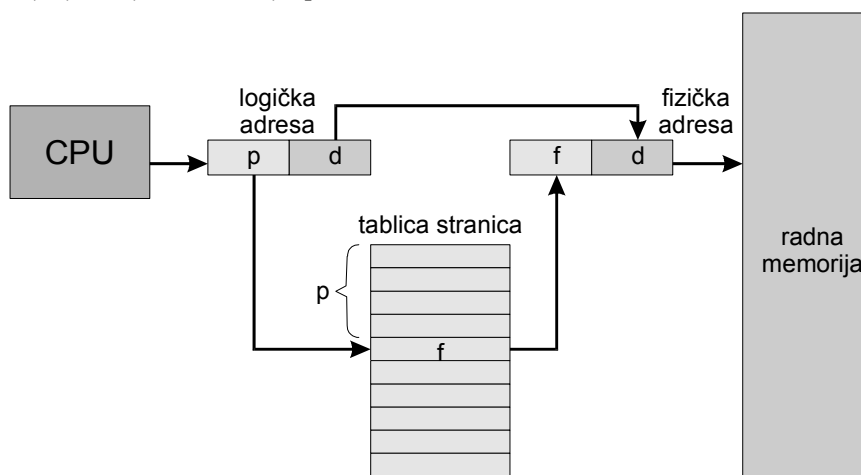 logička
adresa
fizička
adresa
CPU
p
d
f
d
tablica stranica
radna
memorija
p
f